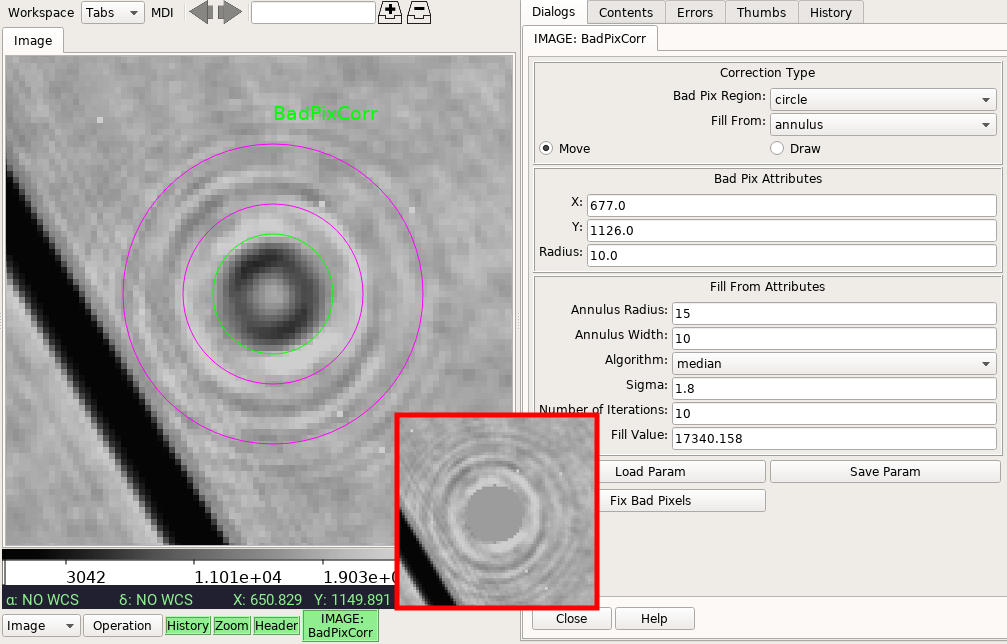 Workspace Tabs MDI
Image
BadPixCorr
3042 1.101e+04 1.903e+0
α: NO WCS δ: NO WCS X: 650.829 Y: 1149.891
Image Operation History Zoom Header IMAGE: BadPixCorr
Dialogs Contents Errors Thumbs History
IMAGE: BadPixCorr
Correction Type
Bad Pix Region: circle
Fill From: annulus
Move Draw
Bad Pix Attributes
X: 677.0
Y: 1126.0
Radius: 10.0
Fill From Attributes
Annulus Radius: 15
Annulus Width: 10
Algorithm: median
Sigma: 1.8
Number of Iterations: 10
Fill Value: 17340.158
Load Param Save Param
Fix Bad Pixels
Close Help